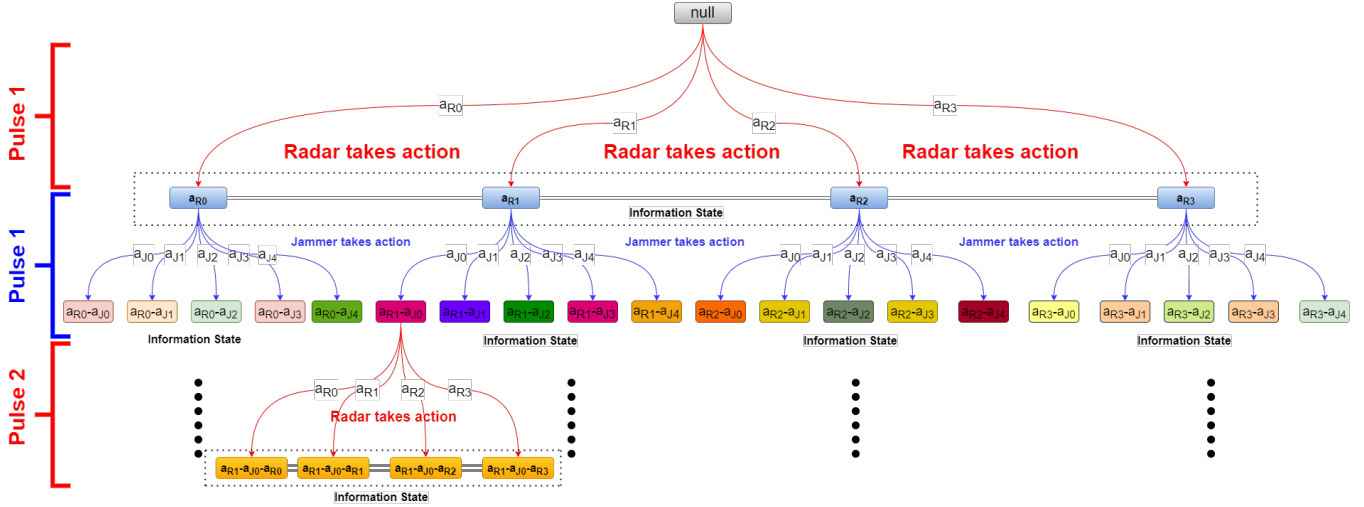 null
Pulse 1
aR0
aR1
aR2
aR3
Radar takes action
Radar takes action
Radar takes action
aR0
aR1
aR2
aR3
Information State
Pulse 1
Jammer takes action
Jammer takes action
Jammer takes action
aJ0
aJ1
aJ2
aJ3
aJ4
aJ0
aJ1
aJ2
aJ3
aJ4
aJ0
aJ1
aJ2
aJ3
aJ4
aJ0
aJ1
aJ2
aJ3
aJ4
aR0-aJ0
aR0-aJ1
aR0-aJ2
aR0-aJ3
aR0-aJ4
aR1-aJ0
aR1-aJ1
aR1-aJ2
aR1-aJ3
aR1-aJ4
aR2-aJ0
aR2-aJ1
aR2-aJ2
aR2-aJ3
aR2-aJ4
aR3-aJ0
aR3-aJ1
aR3-aJ2
aR3-aJ3
aR3-aJ4
Information State
Information State
Information State
Information State
Pulse 2
aR0
aR1
aR2
aR3
Radar takes action
aR1-aJ0-aR0
aR1-aJ0-aR1
aR1-aJ0-aR2
aR1-aJ0-aR3
Information State